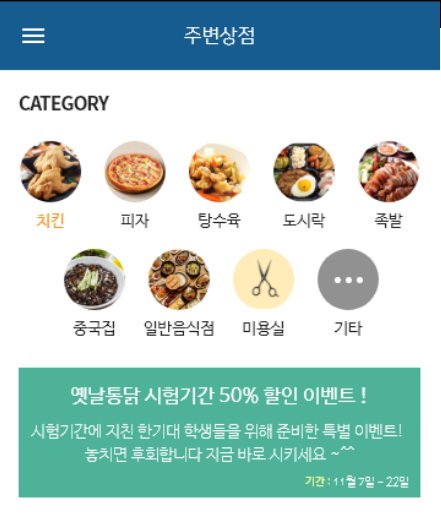 주변상점
CATEGORY
치킨 피자 탕수육 도시락 족발
중국집 일반음식점 미용실 기타
옛날통닭 시험기간 50% 할인 이벤트 !
시험기간에 지친 한기대 학생들을 위해 준비한 특별 이벤트!
놓치면 후회합니다 지금 바로 시키세요 ~^^
기간 : 11월 7일 - 22일